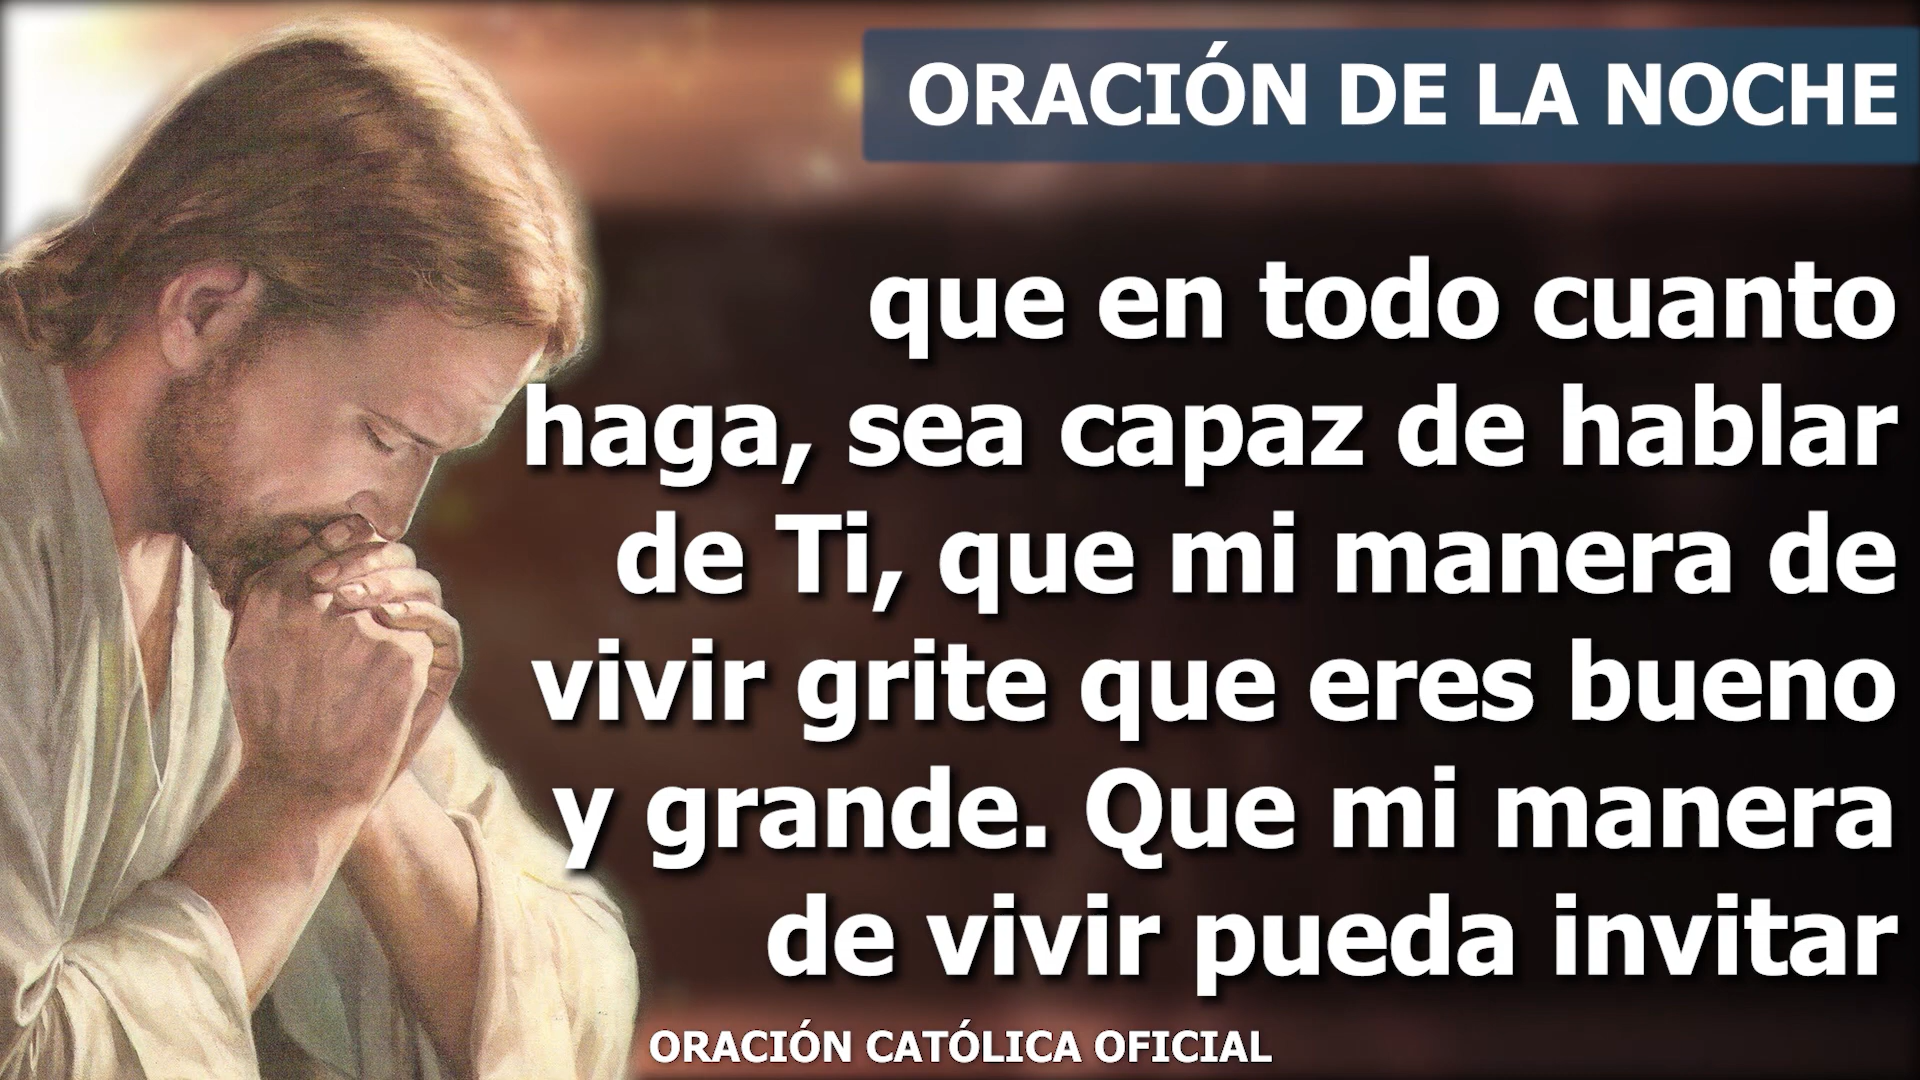 ORACIÓN DE LA NOCHE
que en todo cuanto
haga, sea capaz de hablar
de Ti, que mi manera de
vivir grite que eres bueno
y grande. Que mi manera
de vivir pueda invitar
ORACIÓN CATÓLICA OFICIAL